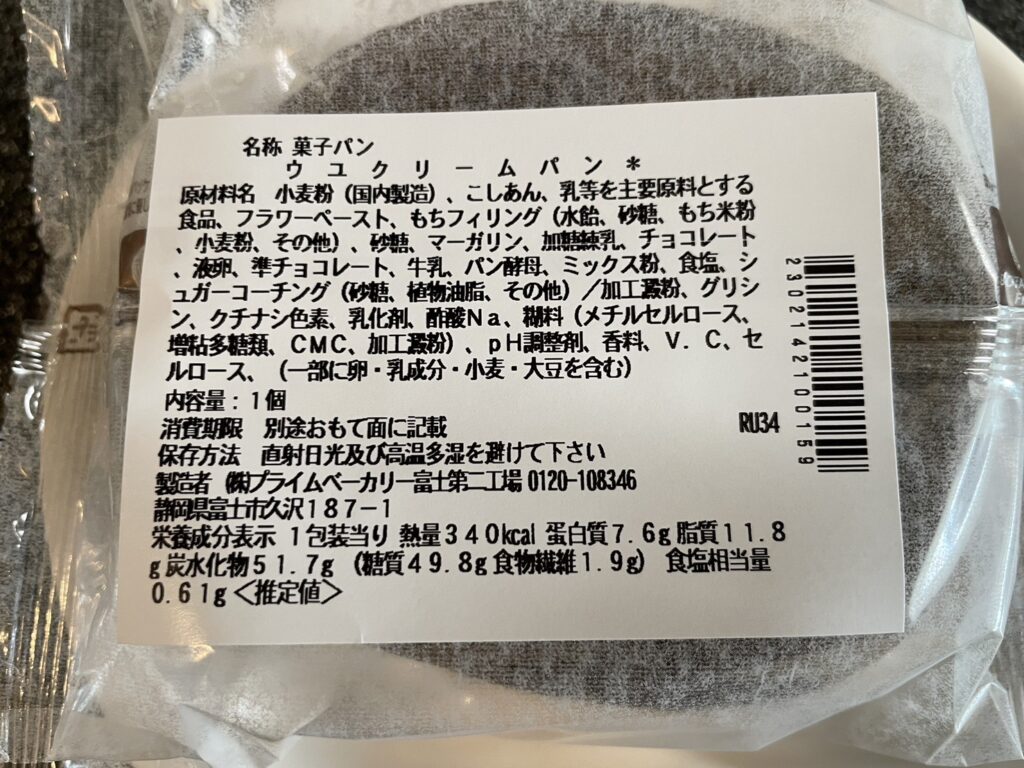 名称 菓子パン
ウユクリームパン＊
原材料名 小麦粉（国内製造）、こしあん、乳等を主要原料とする
食品、フラワーペースト、もちフィリング（水飴、砂糖、もち米粉
、小麦粉、その他）、砂糖、マーガリン、加糖練乳、チョコレート
、液卵、準チョコレート、牛乳、パン酵母、ミックス粉、食塩、シ
ュガーコーチング（砂糖、植物油脂、その他）／加工澱粉、グリシ
ン、クチナシ色素、乳化剤、酢酸Ｎａ、糊料（メチルセルロース、
増粘多糖類、ＣＭＣ、加工澱粉）、ｐＨ調整剤、香料、Ｖ．Ｃ、セ
ルロース、（一部に卵・乳成分・小麦・大豆を含む）
内容量：１個
消費期限 別途おもて面に記載
RU34
保存方法 直射日光及び高温多湿を避けて下さい
製造者 ㈱プライムベーカリー富士第二工場 0120-108346
静岡県富士市久沢１８７－１
栄養成分表示 １包装当り 熱量３４０kcal 蛋白質７.６g 脂質１１.８
g 炭水化物５１.７g （糖質４９.８g 食物繊維１.９g） 食塩相当量
０.６１g＜推定値＞
2302142100159